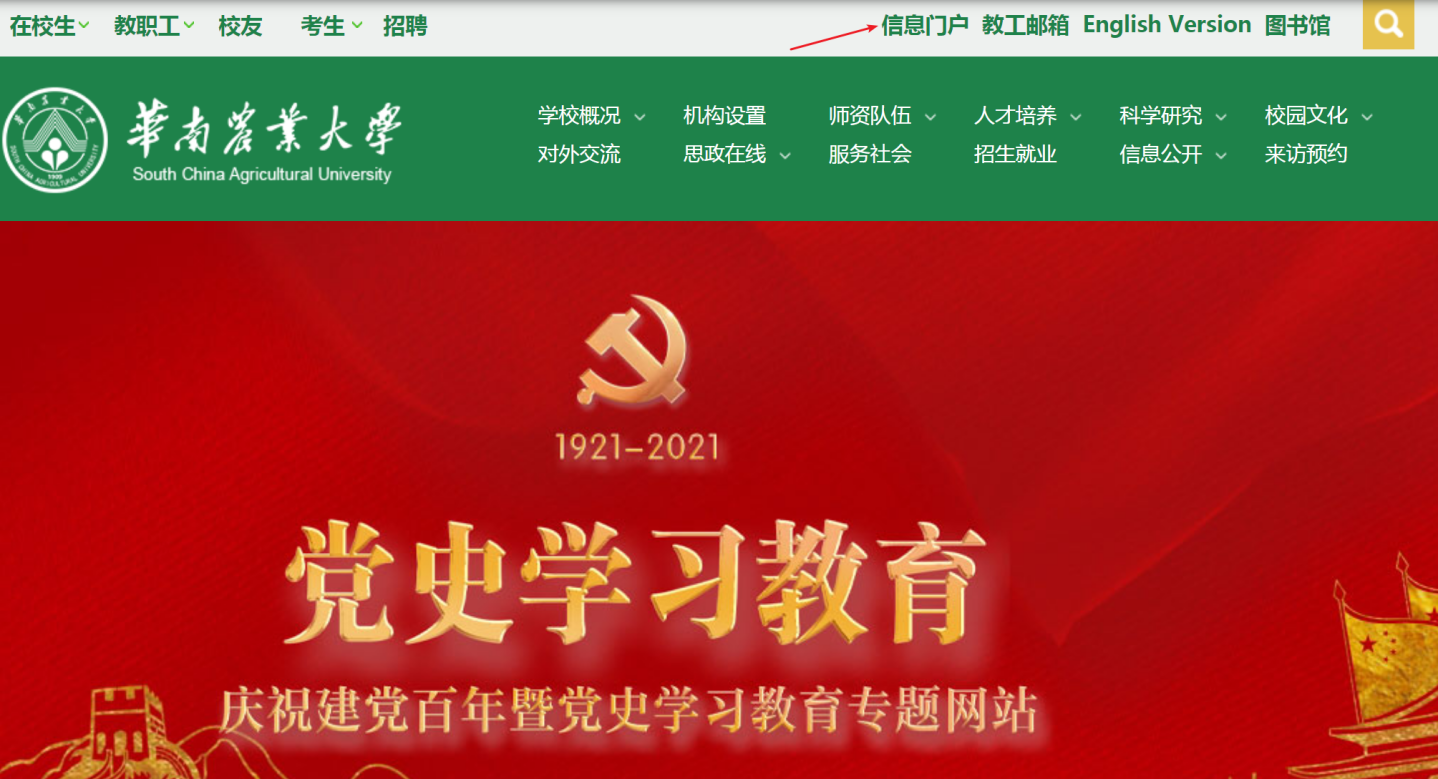 在校生 教职工 校友 考生 招聘 信息门户 教工邮箱 English Version 图书馆
華南农業大學
South China Agricultural University
学校概况 机构设置 师资队伍 人才培养 科学研究 校园文化
对外交流 思政在线 服务社会 招生就业 信息公开 来访预约
1921-2021
党史学习教育
庆祝建党百年暨党史学习教育专题网站